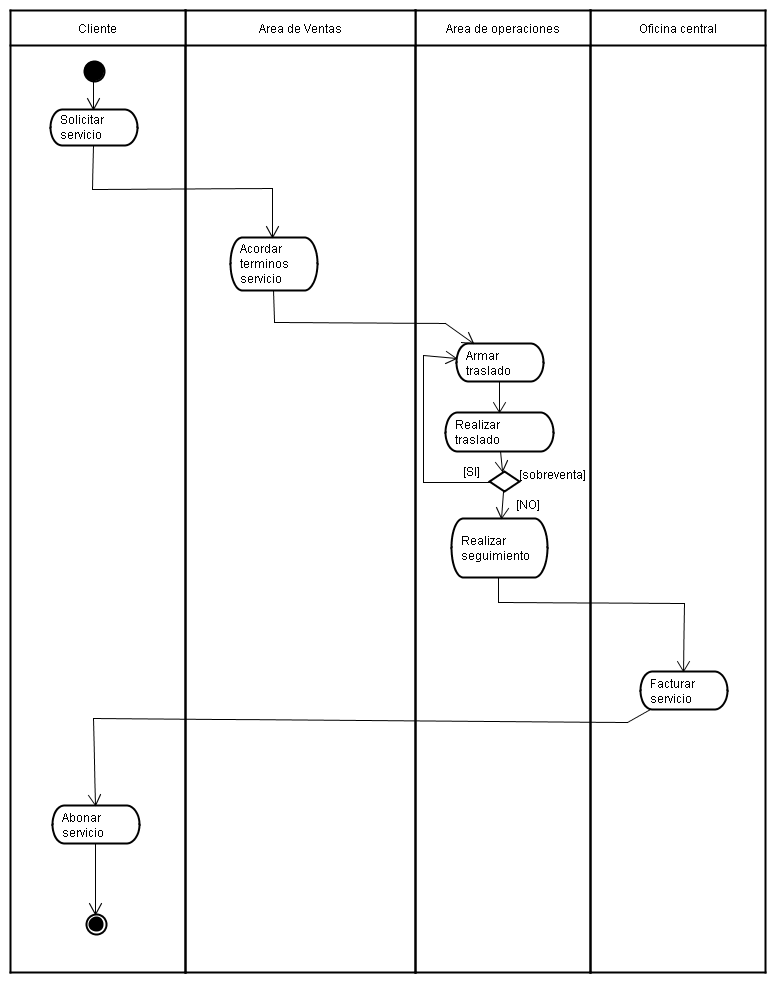 Cliente
Area de Ventas
Area de operaciones
Oficina central
Solicitar
servicio
Acordar
terminos
servicio
Armar
traslado
Realizar
traslado
[SI]
[sobreventa]
[NO]
Realizar
seguimiento
Facturar
servicio
Abonar
servicio